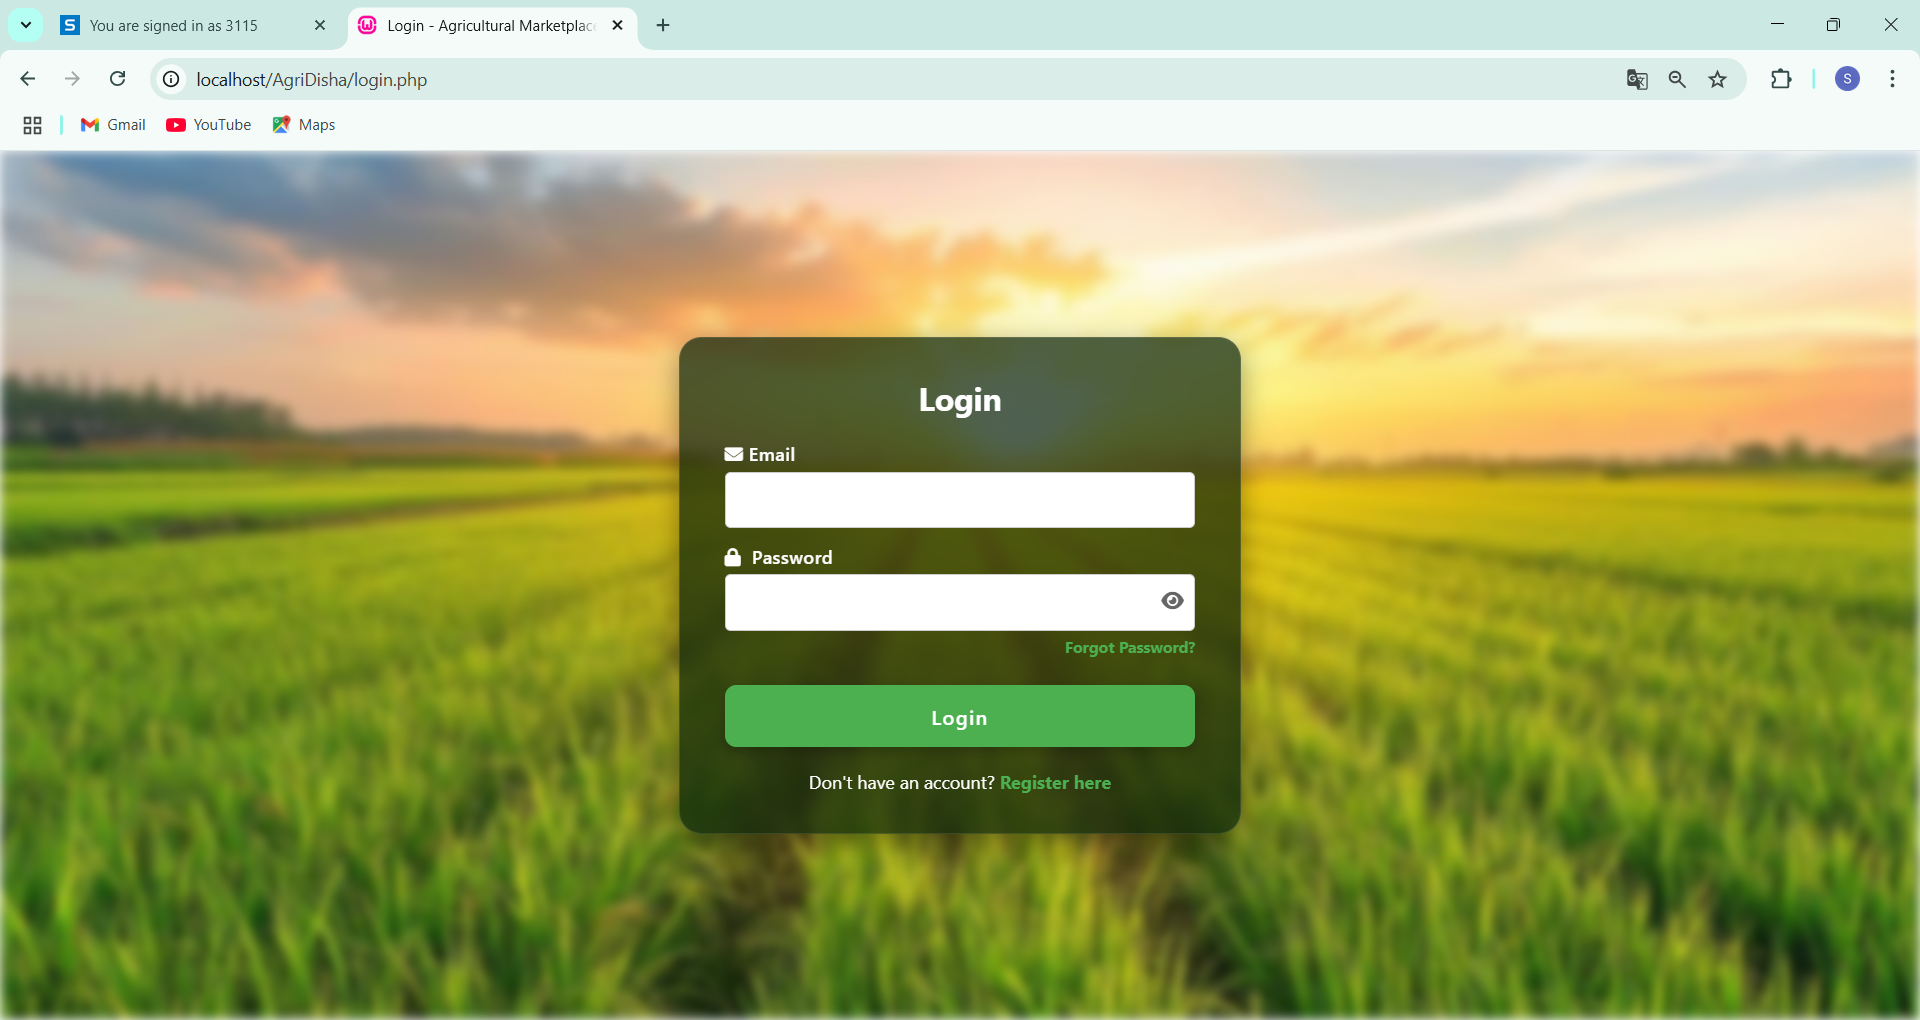 You are signed in as 3115
Login - Agricultural Marketplac
localhost/AgriDisha/login.php
S
Gmail
YouTube
Maps
Login
Email
Password
Forgot Password?
Login
Don't have an account? Register here